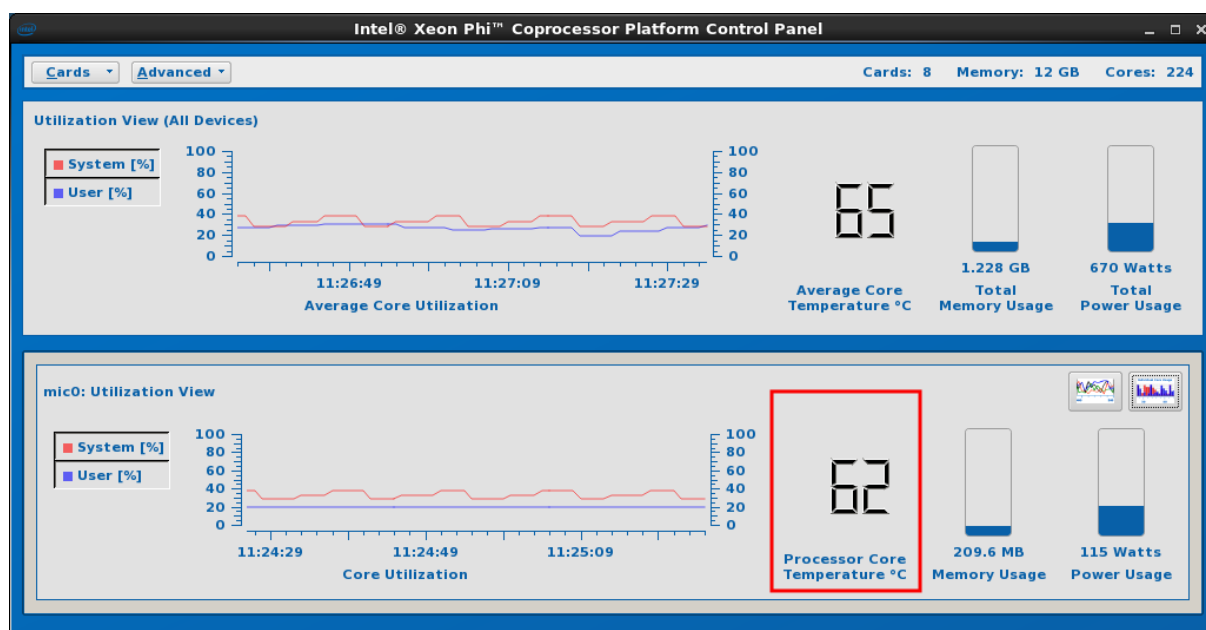 Intel® Xeon Phi™ Coprocessor Platform Control Panel
Cards Advanced Cards: 8 Memory: 12 GB Cores: 224
Utilization View (All Devices)
System [%]
User [%]
100
80
60
40
20
0
100
80
60
40
20
0
11:26:49 11:27:09 11:27:29
Average Core Utilization
65
Average Core
Temperature °C
1.228 GB
Total
Memory Usage
670 Watts
Total
Power Usage
mic0: Utilization View
System [%]
User [%]
100
80
60
40
20
0
100
80
60
40
20
0
11:24:29 11:24:49 11:25:09
Core Utilization
62
Processor Core
Temperature °C
209.6 MB
Memory Usage
115 Watts
Power Usage